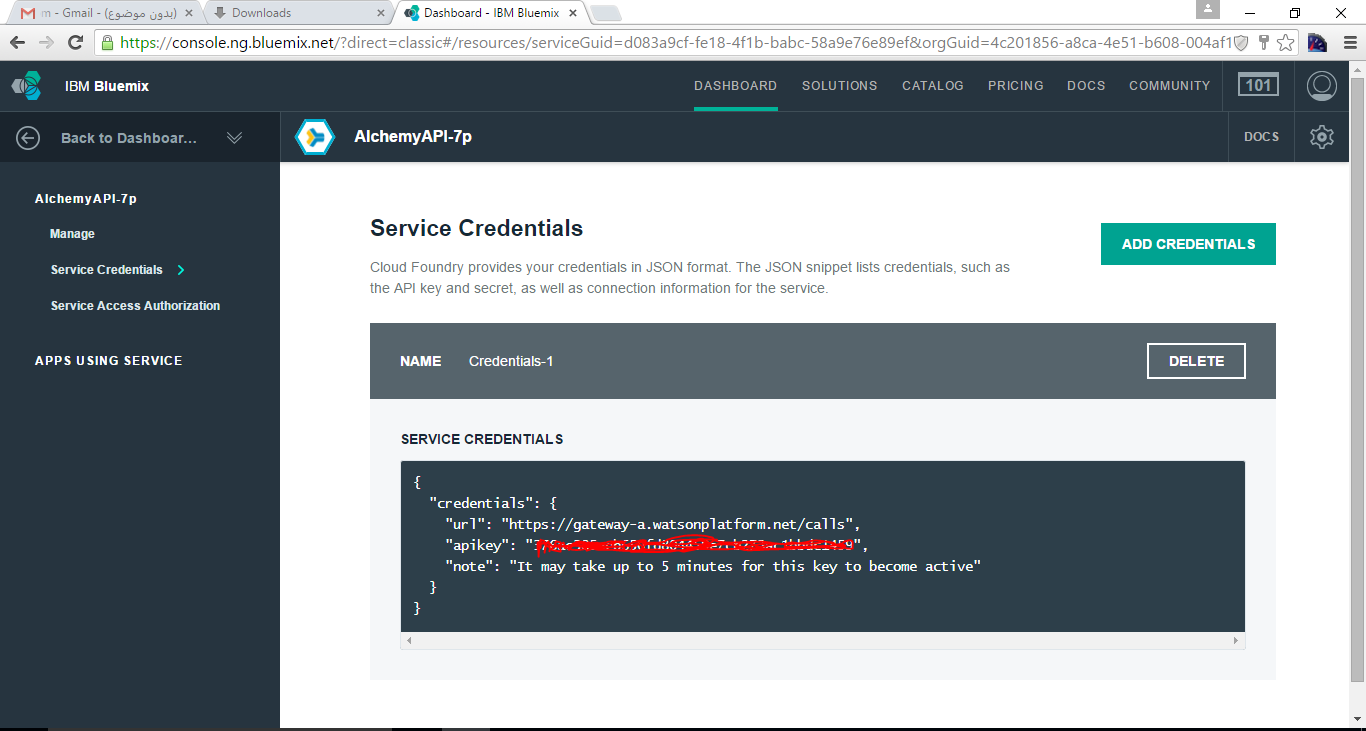 m - Gmail - (بدون موضوع)
Downloads
Dashboard - IBM Bluemix
https://console.ng.bluemix.net/?direct=classic#/resources/serviceGuid=d083a9cf-fe18-4f1b-babc-58a9e76e89ef&orgGuid=4c201856-a8ca-4e51-b608-004af1
IBM Bluemix
DASHBOARD SOLUTIONS CATALOG PRICING DOCS COMMUNITY 101
Back to Dashboar...
AlchemyAPI-7p
DOCS
AlchemyAPI-7p
Manage
Service Credentials
Service Access Authorization
APPS USING SERVICE
Service Credentials
ADD CREDENTIALS
Cloud Foundry provides your credentials in JSON format. The JSON snippet lists credentials, such as
the API key and secret, as well as connection information for the service.
NAME Credentials-1
DELETE
SERVICE CREDENTIALS
{
"credentials": {
"url": "https://gateway-a.watsonplatform.net/calls",
"apikey": "",
"note": "It may take up to 5 minutes for this key to become active"
}
}